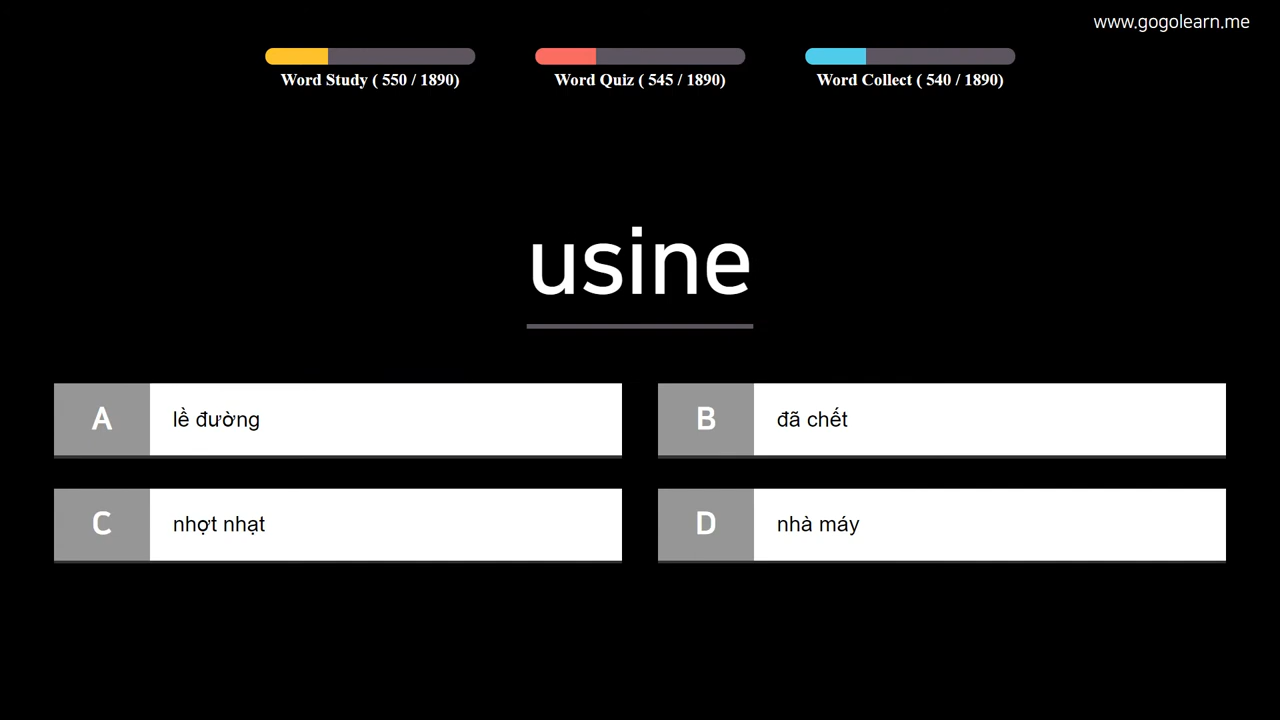 www.gogolearn.me
Word Study ( 550 / 1890)
Word Quiz ( 545 / 1890)
Word Collect ( 540 / 1890)
usine
A
lề đường
B
đã chết
C
nhợt nhạt
D
nhà máy